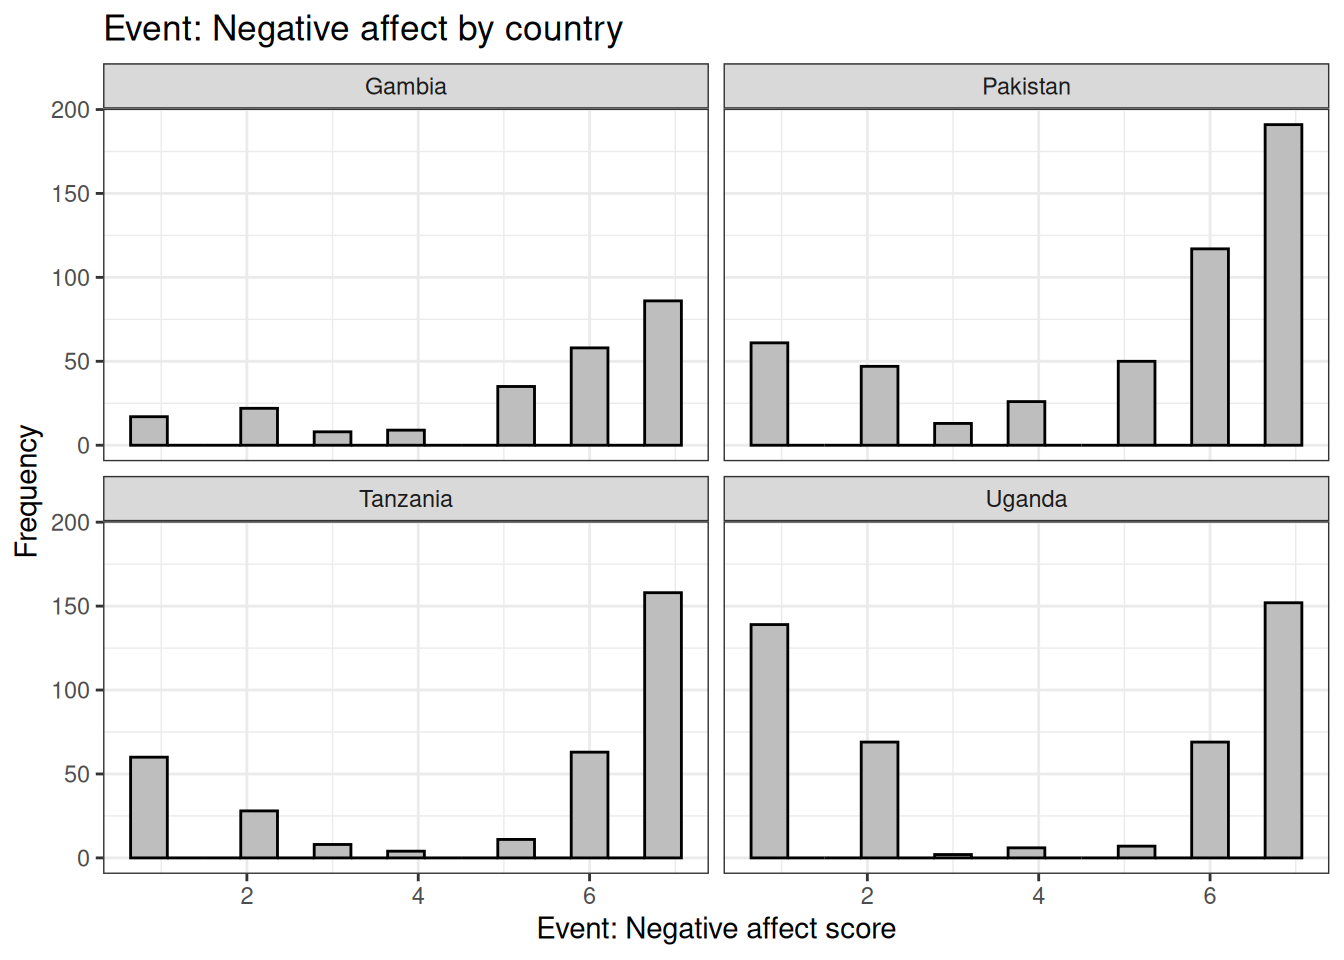 Event: Negative affect by country
Gambia
Pakistan
200
150
100
50
0
Tanzania
Uganda
200
150
100
50
0
Frequency
2
4
6
2
4
6
Event: Negative affect score